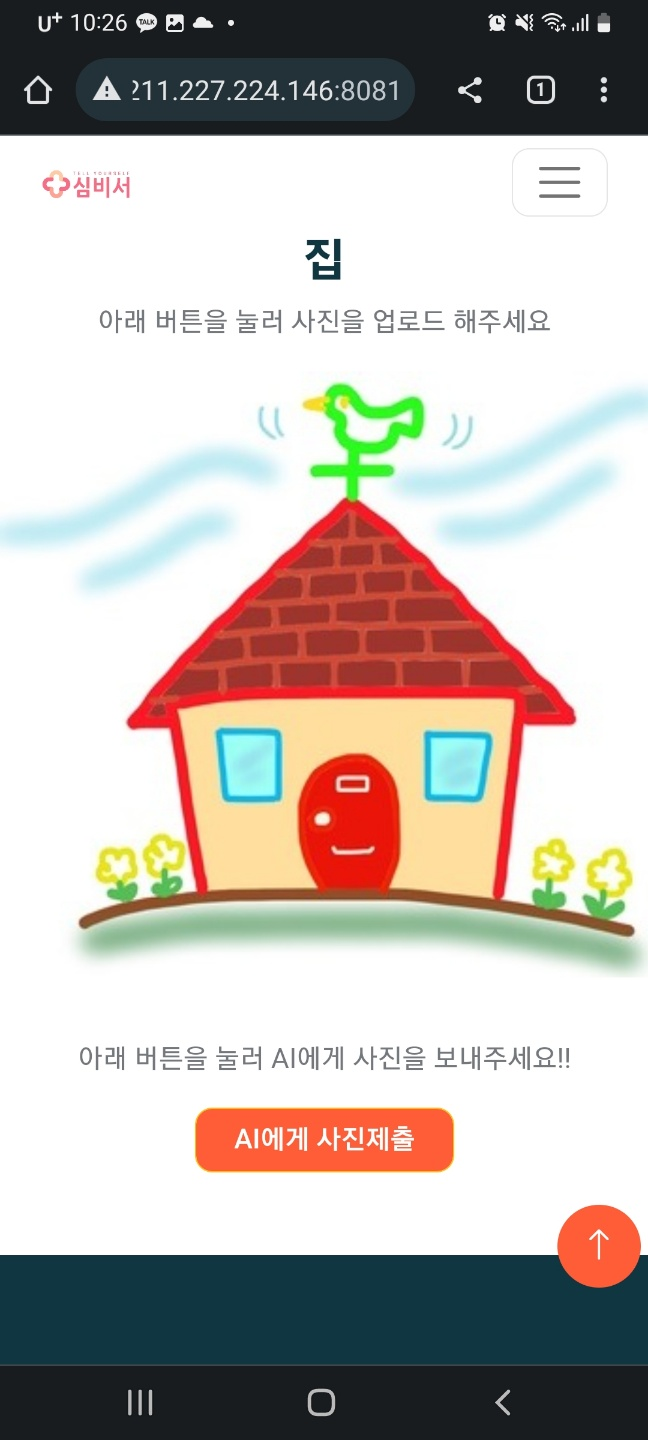 U+ 10:26 TALK
211.227.224.146:8081
1
TELL YOURSELF
심비서
집
아래 버튼을 눌러 사진을 업로드 해주세요
아래 버튼을 눌러 AI에게 사진을 보내주세요!!
AI에게 사진제출